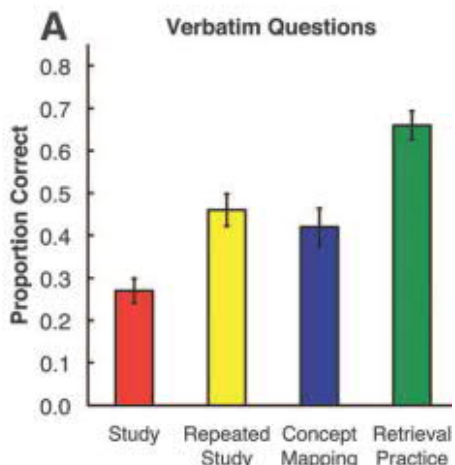 A Verbatim Questions
Proportion Correct
0.8
0.7
0.6
0.5
0.4
0.3
0.2
0.1
0.0
Study Repeated Concept Retrieval
Study Mapping Practice